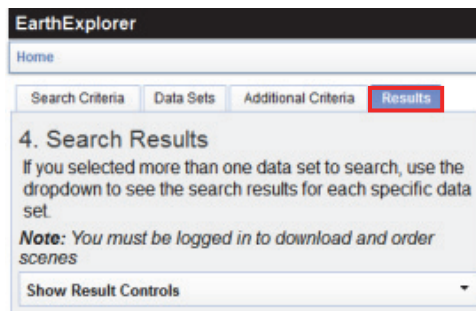 EarthExplorer
Home
Search Criteria Data Sets Additional Criteria Results
4. Search Results
If you selected more than one data set to search, use the
dropdown to see the search results for each specific data
set.
Note: You must be logged in to download and order
scenes
Show Result Controls